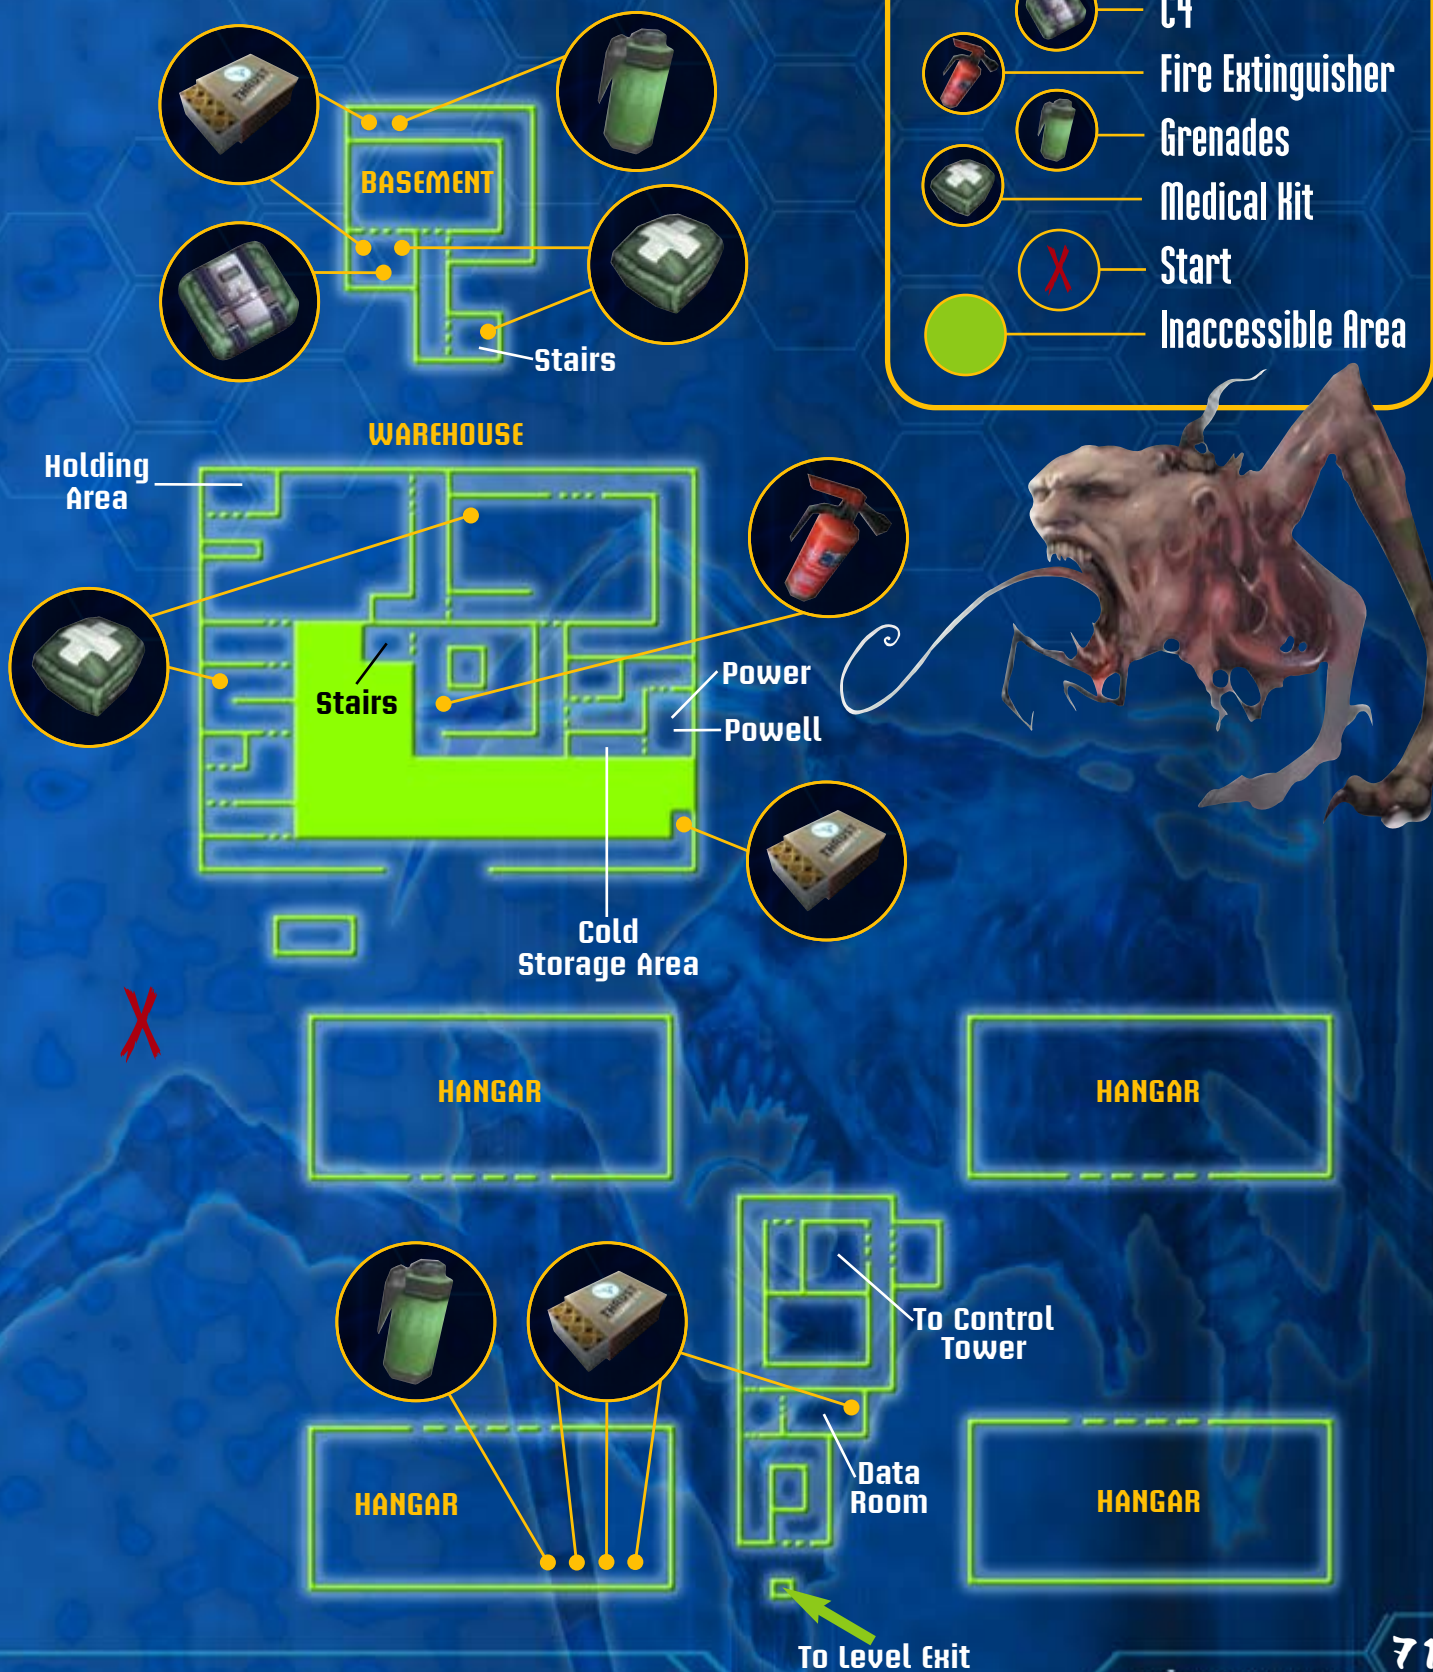 C4
Fire Extinguisher
Grenades
Medical Kit
Start
Inaccessible Area
BASEMENT
Stairs
WAREHOUSE
Holding
Area
Stairs
Power
Powell
Cold
Storage Area
X
HANGAR
HANGAR
To Control
Tower
Data
Room
HANGAR
HANGAR
To Level Exit
71